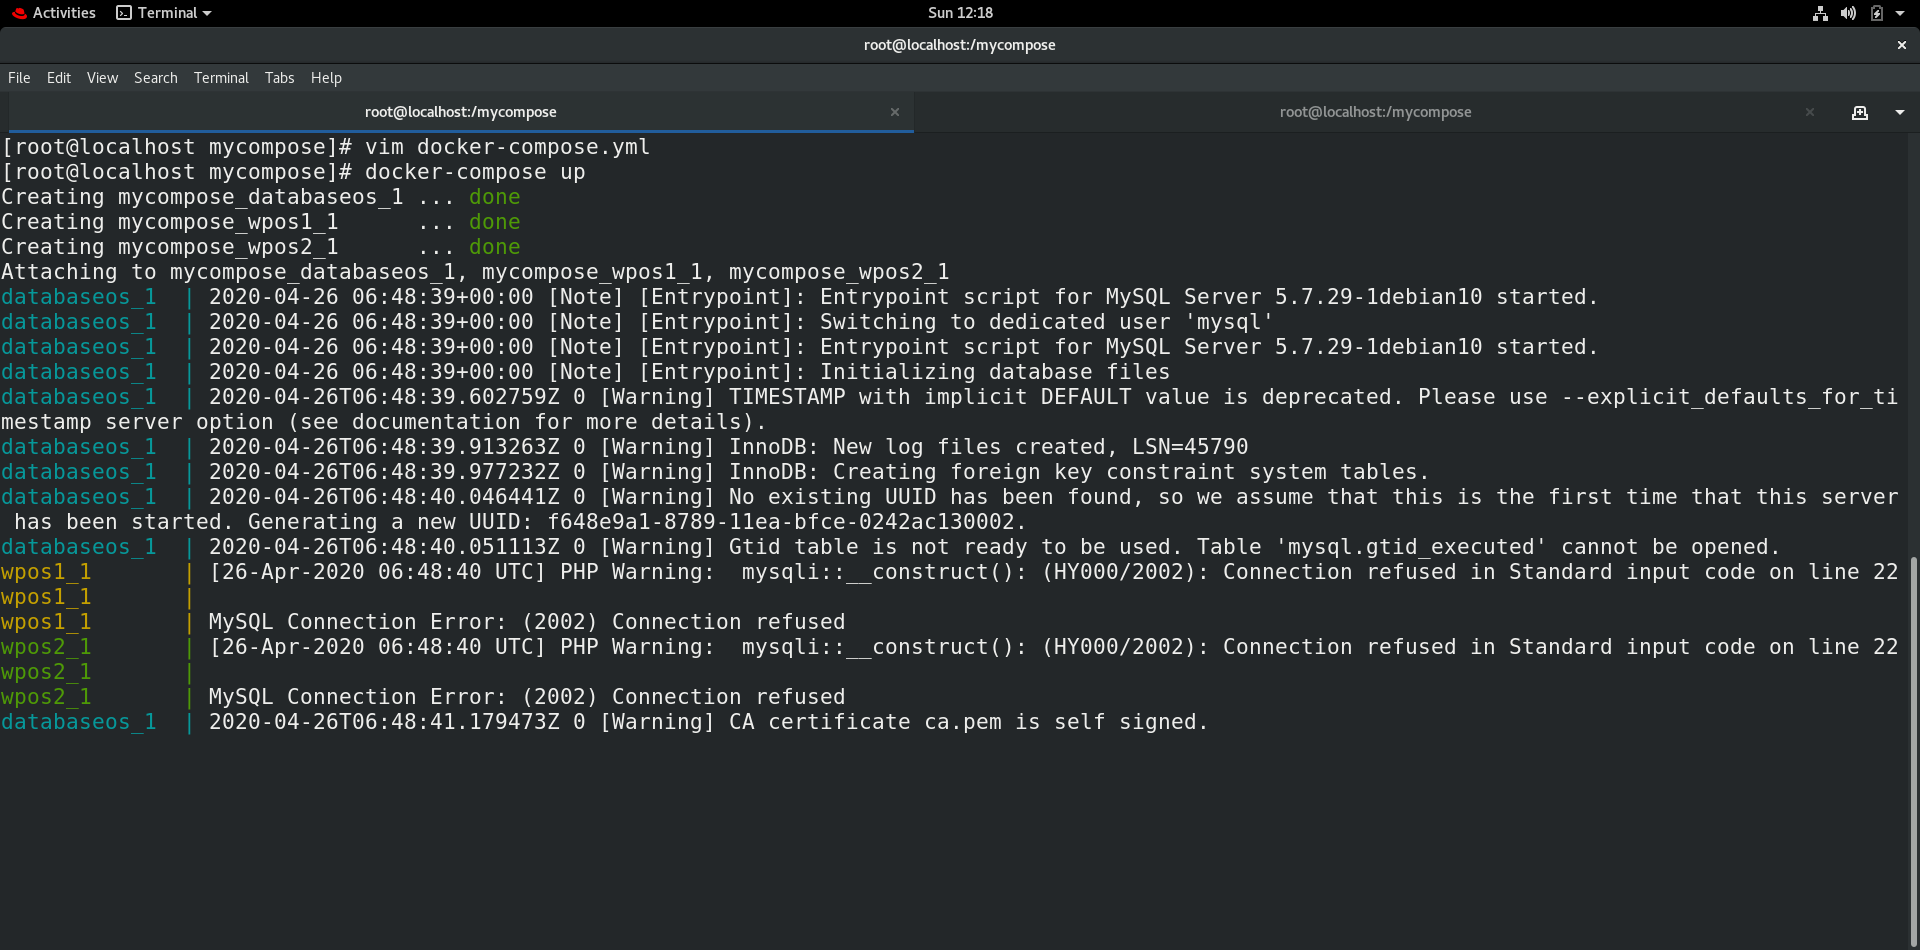 Activities Terminal Sun 12:18
root@localhost:/mycompose
File Edit View Search Terminal Tabs Help
root@localhost:/mycompose root@localhost:/mycompose
[root@localhost mycompose]# vim docker-compose.yml
[root@localhost mycompose]# docker-compose up
Creating mycompose_databaseos_1 ... done
Creating mycompose_wpos1_1      ... done
Creating mycompose_wpos2_1      ... done
Attaching to mycompose_databaseos_1, mycompose_wpos1_1, mycompose_wpos2_1
databaseos_1  | 2020-04-26 06:48:39+00:00 [Note] [Entrypoint]: Entrypoint script for MySQL Server 5.7.29-1debian10 started.
databaseos_1  | 2020-04-26 06:48:39+00:00 [Note] [Entrypoint]: Switching to dedicated user 'mysql'
databaseos_1  | 2020-04-26 06:48:39+00:00 [Note] [Entrypoint]: Entrypoint script for MySQL Server 5.7.29-1debian10 started.
databaseos_1  | 2020-04-26 06:48:39+00:00 [Note] [Entrypoint]: Initializing database files
databaseos_1  | 2020-04-26T06:48:39.602759Z 0 [Warning] TIMESTAMP with implicit DEFAULT value is deprecated. Please use --explicit_defaults_for_ti
mestamp server option (see documentation for more details).
databaseos_1  | 2020-04-26T06:48:39.913263Z 0 [Warning] InnoDB: New log files created, LSN=45790
databaseos_1  | 2020-04-26T06:48:39.977232Z 0 [Warning] InnoDB: Creating foreign key constraint system tables.
databaseos_1  | 2020-04-26T06:48:40.046441Z 0 [Warning] No existing UUID has been found, so we assume that this is the first time that this server
 has been started. Generating a new UUID: f648e9a1-8789-11ea-bfce-0242ac130002.
databaseos_1  | 2020-04-26T06:48:40.051113Z 0 [Warning] Gtid table is not ready to be used. Table 'mysql.gtid_executed' cannot be opened.
wpos1_1       | [26-Apr-2020 06:48:40 UTC] PHP Warning:  mysqli::__construct(): (HY000/2002): Connection refused in Standard input code on line 22
wpos1_1       |
wpos1_1       | MySQL Connection Error: (2002) Connection refused
wpos2_1       | [26-Apr-2020 06:48:40 UTC] PHP Warning:  mysqli::__construct(): (HY000/2002): Connection refused in Standard input code on line 22
wpos2_1       |
wpos2_1       | MySQL Connection Error: (2002) Connection refused
databaseos_1  | 2020-04-26T06:48:41.179473Z 0 [Warning] CA certificate ca.pem is self signed.